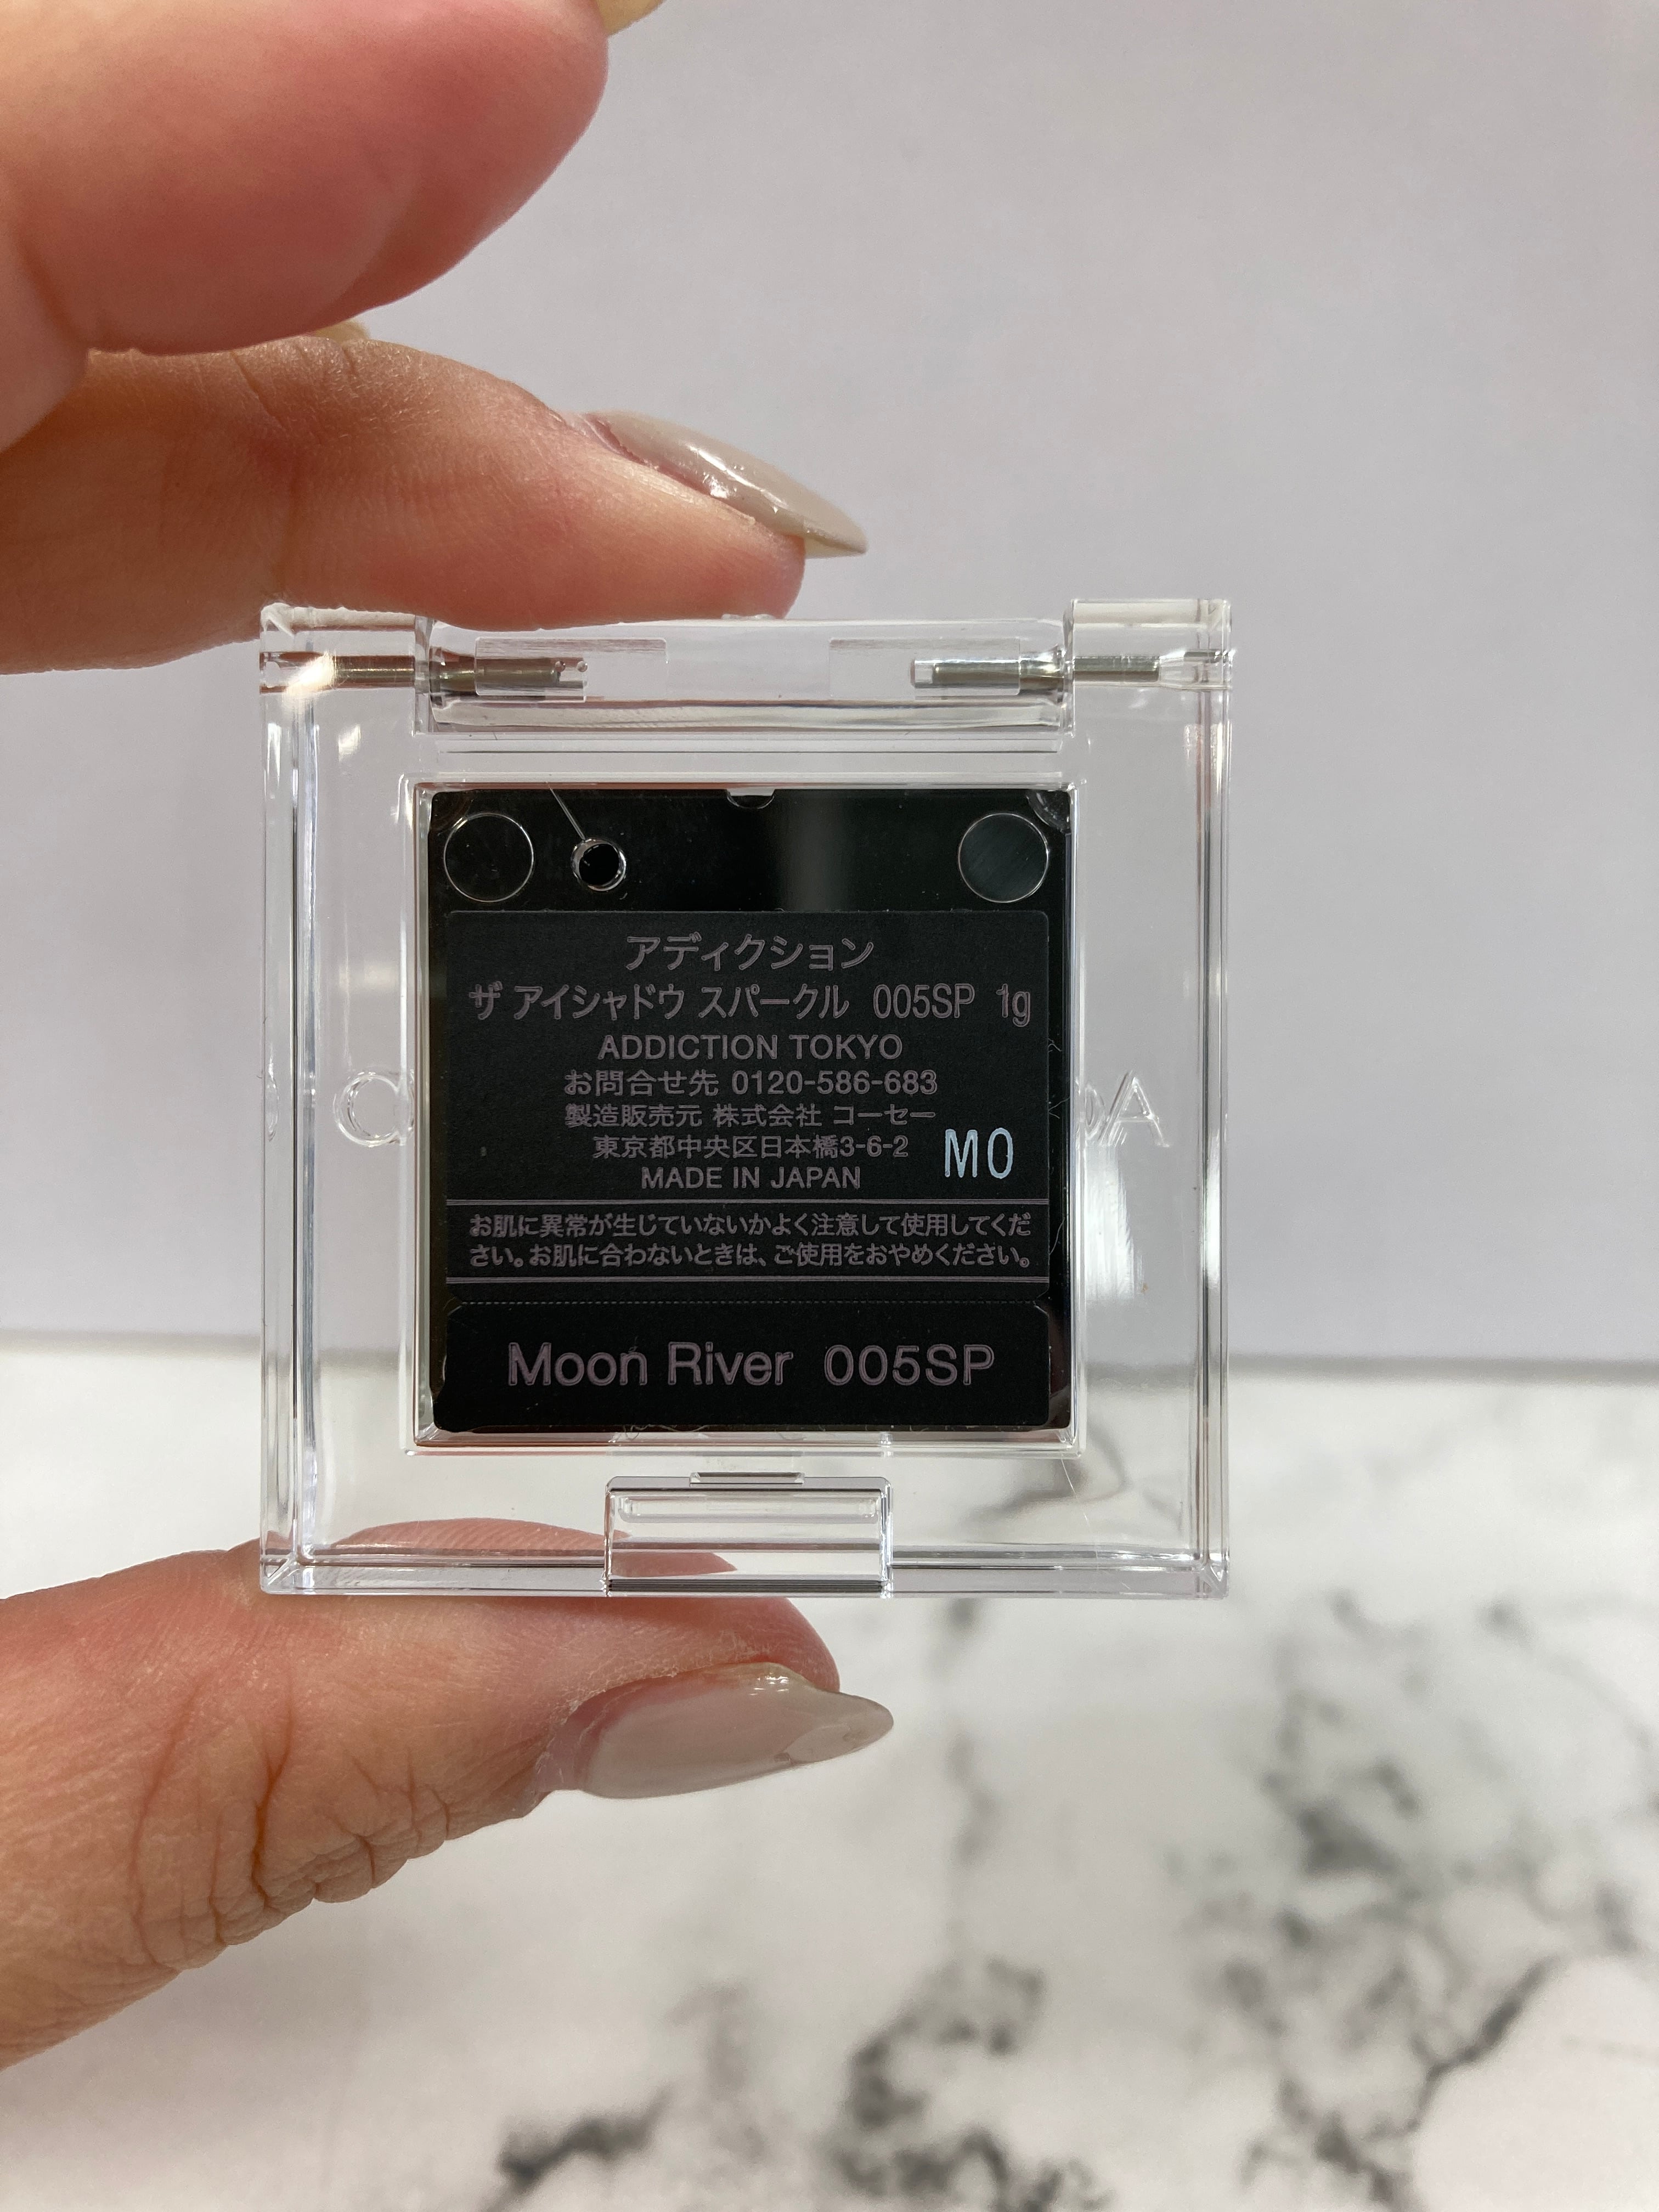 アディクション
ザ アイシャドウ スパークル 005SP 1g
ADDICTION TOKYO
お問合せ先 0120-586-683
製造販売元 株式会社 コーセー
東京都中央区日本橋3-6-2
MO
MADE IN JAPAN
お肌に異常が生じていないかよく注意して使用してくだ
さい。お肌に合わないときは、ご使用をおやめください。
Moon River 005SP